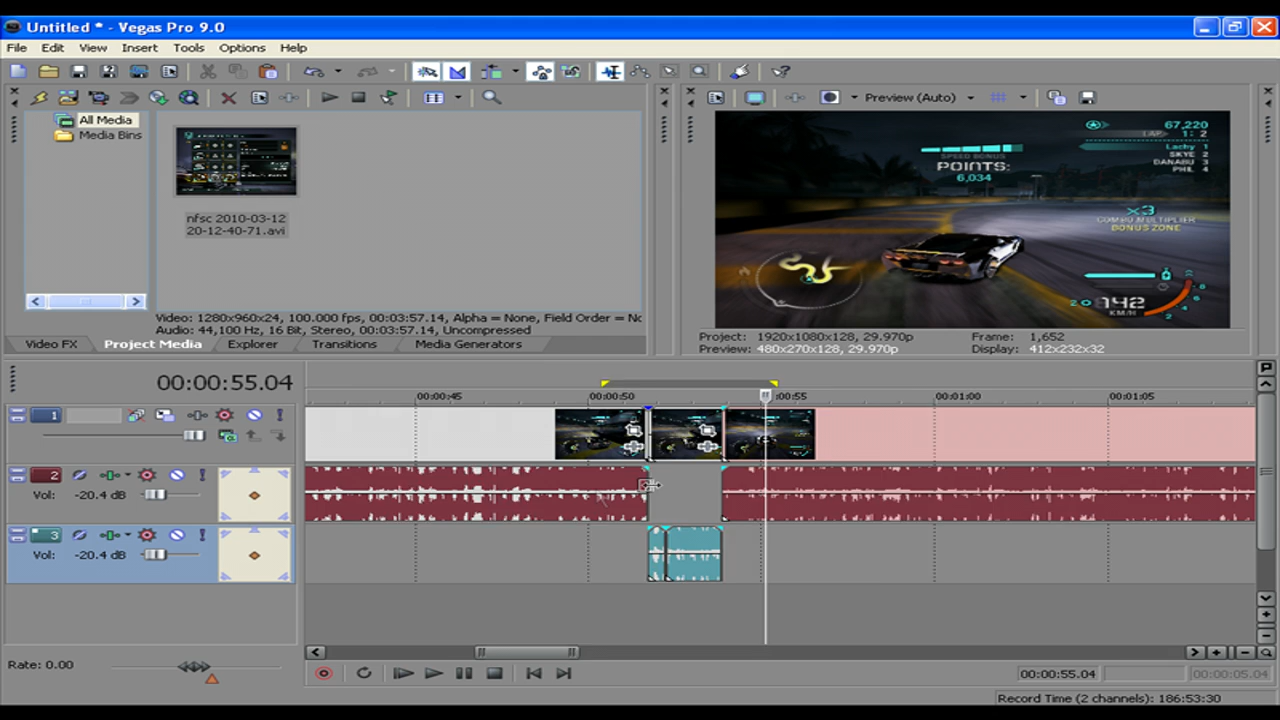 Untitled * - Vegas Pro 9.0
File Edit View Insert Tools Options Help
Preview (Auto)
All Media
Media Bins
nfsc 2010-03-12
20-12-40-71.avi
67,220
LAP 1: 2
Lachy 1
SKYE 2
DANABU 3
PHIL 4
SPEED BONUS
POINTS:
6,034
x3
COMBO MULTIPLIER
BONUS ZONE
142
KM/H
Video: 1280x960x24, 100.000 fps, 00:03:57.14, Alpha = None, Field Order = No
Audio: 44,100 Hz, 16 Bit, Stereo, 00:03:57.14, Uncompressed
Video FX Project Media Explorer Transitions Media Generators
Project: 1920x1080x128, 29.970p Frame: 1,652
Preview: 480x270x128, 29.970p Display: 412x232x32
00:00:55.04
00:00:45 00:00:50 :00:55 00:01:00 00:01:05
1
2
Vol: -20.4 dB
3
Vol: -20.4 dB
Rate: 0.00
00:00:55.04 00:00:05.04
Record Time (2 channels): 186:53:30